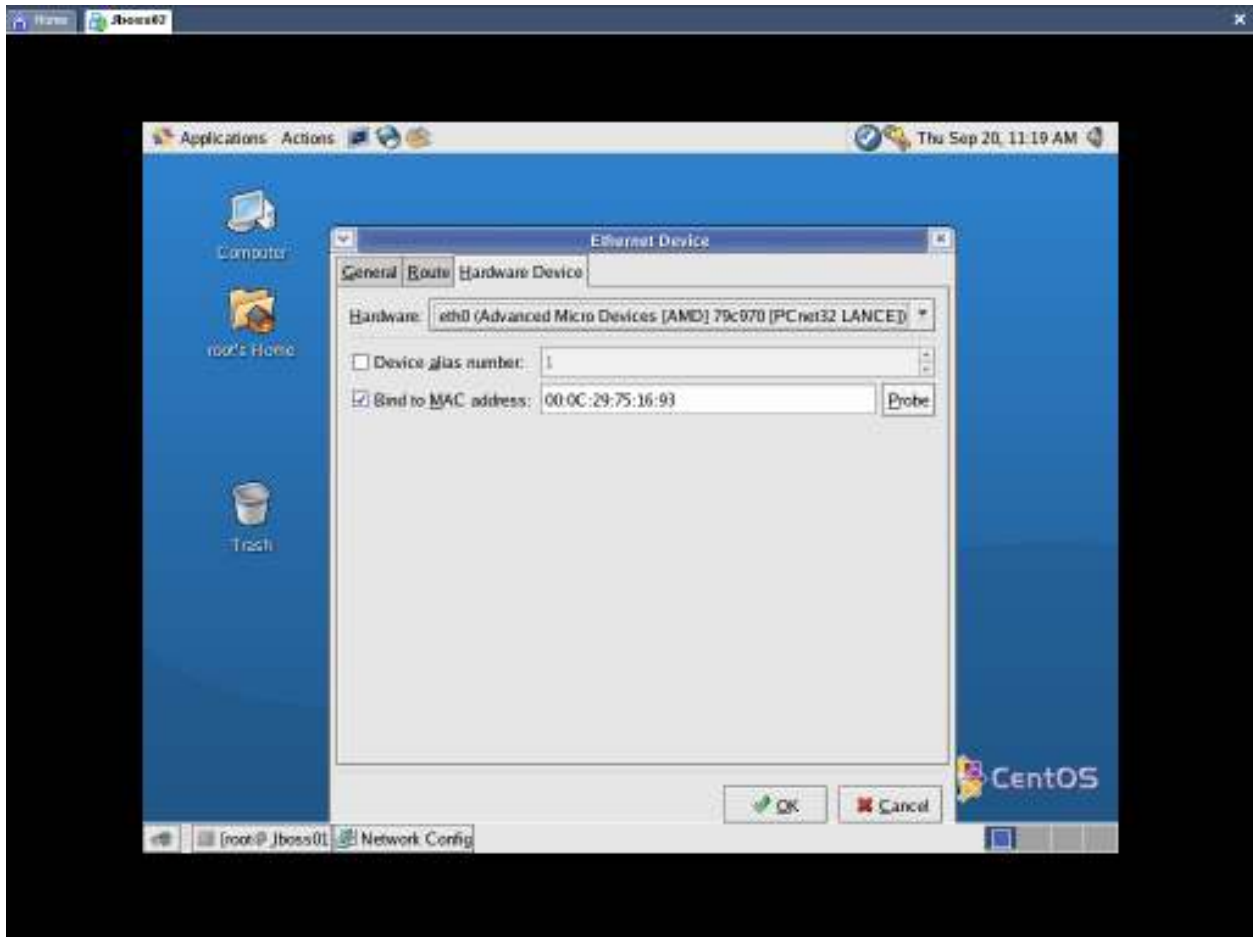 Home Jboss02
Applications Actions Thu Sep 20, 11:19 AM
Computer
Ethernet Device
General Route Hardware Device
Hardware: eth0 (Advanced Micro Devices [AMD] 79c970 [PCnet32 LANCE])
root's Home
Device alias number: 1
Bind to MAC address: 00:0C:29:75:16:93 Probe
Trash
CentOS
OK Cancel
[root@Jboss01 Network Config